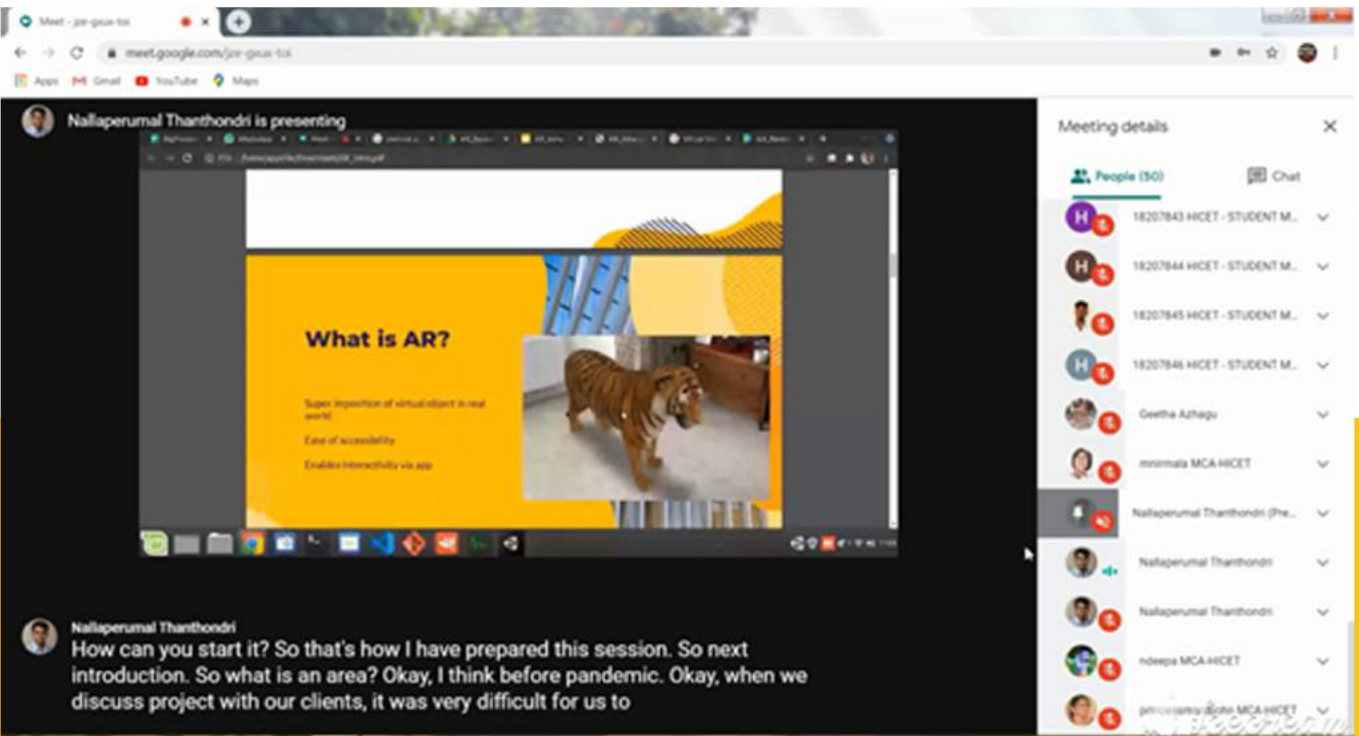 Meet - jze-gxux-toi
meet.google.com/jze-gxux-toi
Apps Gmail YouTube Maps
Nallaperumal Thanthondri is presenting
What is AR?
Super imposition of virtual object in real
world
Ease of accessibility
Enables interactivity via app
Nallaperumal Thanthondri
How can you start it? So that's how I have prepared this session. So next
introduction. So what is an area? Okay, I think before pandemic. Okay, when we
discuss project with our clients, it was very difficult for us to
Meeting details
People (50)
Chat
18207843 HICET - STUDENT M...
18207844 HICET - STUDENT M...
18207845 HICET - STUDENT M...
18207846 HICET - STUDENT M...
Geetha Azhagu
mnirmala MCA-HICET
Nallaperumal Thanthondri (Pre...
Nallaperumal Thanthondri
Nallaperumal Thanthondri
ndeepa MCA-HICET
MCA-HICET